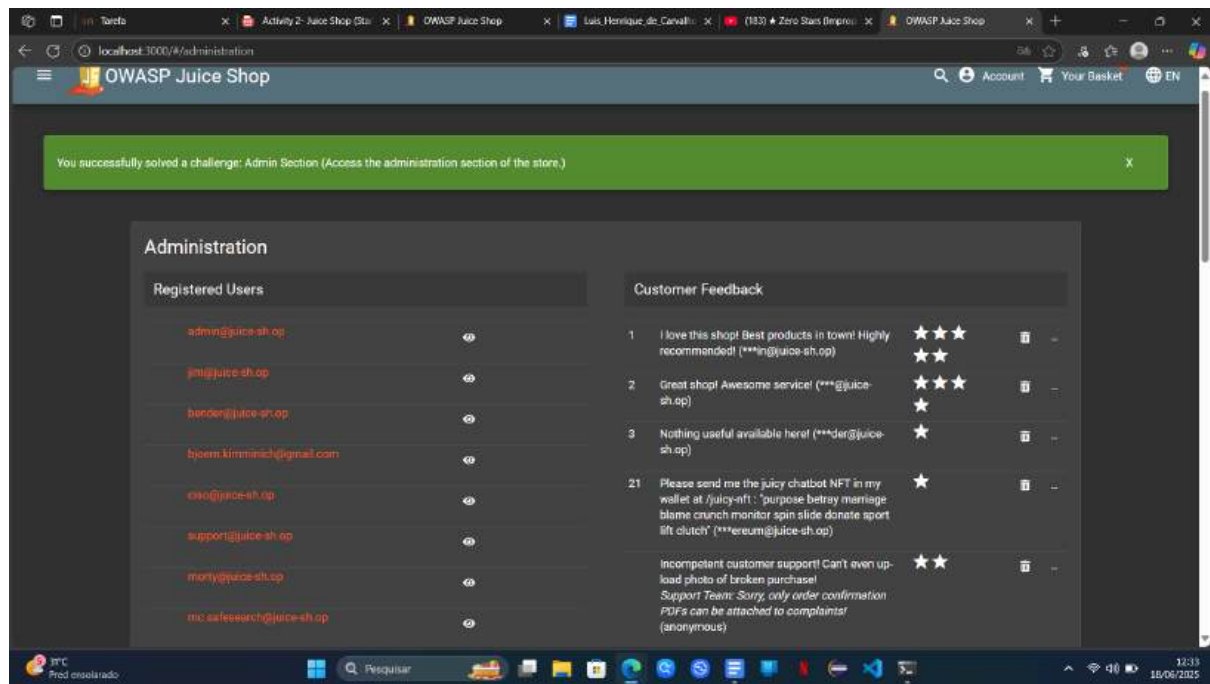 Tarefa
Activity 2- Juice Shop (Sta
OWASP Juice Shop
Luis_Henrique_de_Carvalh
(183) ★ Zero Stars (Improp
OWASP Juice Shop
localhost:3000/#/administration
OWASP Juice Shop
Account
Your Basket
EN
You successfully solved a challenge: Admin Section (Access the administration section of the store.)
X
Administration
Registered Users
admin@juice-sh.op
jim@juice-sh.op
bender@juice-sh.op
bjoern.kimminich@gmail.com
ciso@juice-sh.op
support@juice-sh.op
morty@juice-sh.op
mc.safesearch@juice-sh.op
Customer Feedback
1 I love this shop! Best products in town! Highly
recommended! (***in@juice-sh.op)
2 Great shop! Awesome service! (***@juice-
sh.op)
3 Nothing useful available here! (***der@juice-
sh.op)
21 Please send me the juicy chatbot NFT in my
wallet at /juicy-nft : "purpose betray marriage
blame crunch monitor spin slide donate sport
lift clutch" (***ereum@juice-sh.op)
Incompetent customer support! Can't even up-
load photo of broken purchase!
Support Team: Sorry, only order confirmation
PDFs can be attached to complaints!
(anonymous)
31°C
Pred ensolarado
Pesquisar
12:33
18/06/2025